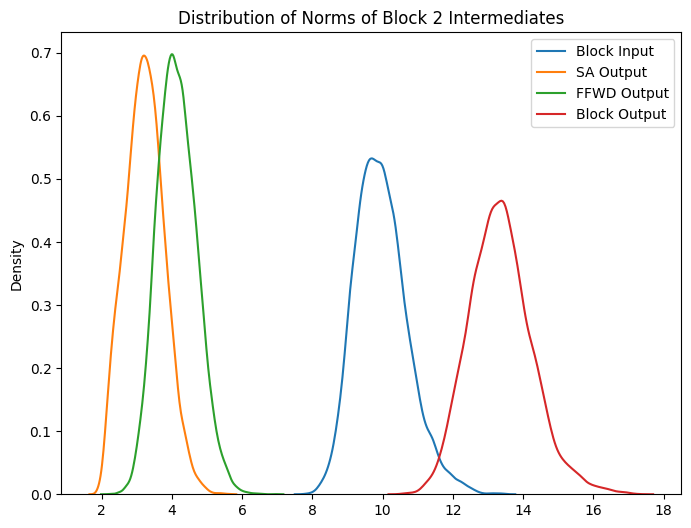 Distribution of Norms of Block 2 Intermediates
Block Input
SA Output
FFWD Output
Block Output
Density
0.7
0.6
0.5
0.4
0.3
0.2
0.1
0.0
2 4 6 8 10 12 14 16 18